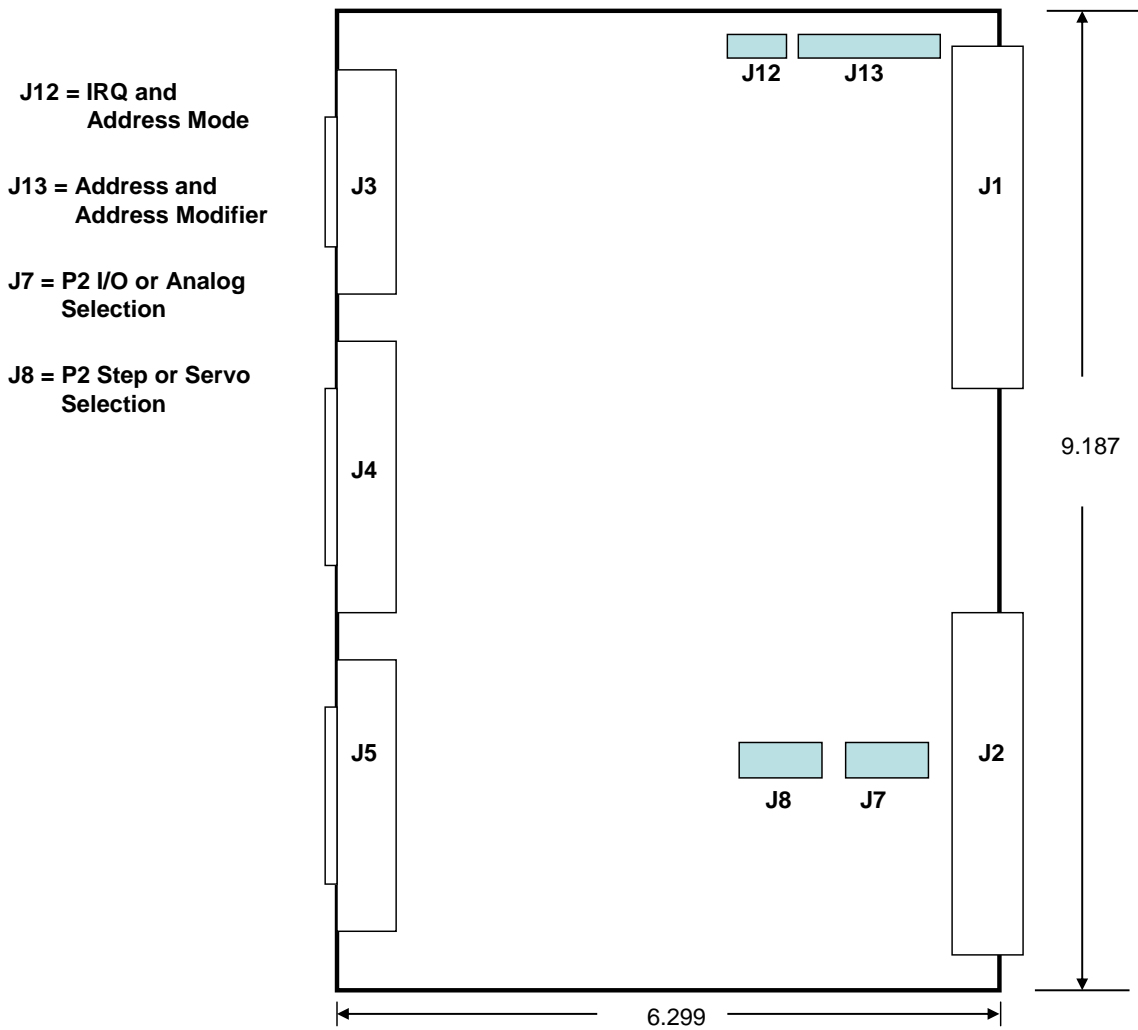 J12 = IRQ and
Address Mode
J13 = Address and
Address Modifier
J7 = P2 I/O or Analog
Selection
J8 = P2 Step or Servo
Selection
J12
J13
J3
J1
J4
9.187
J5
J2
J8
J7
6.299